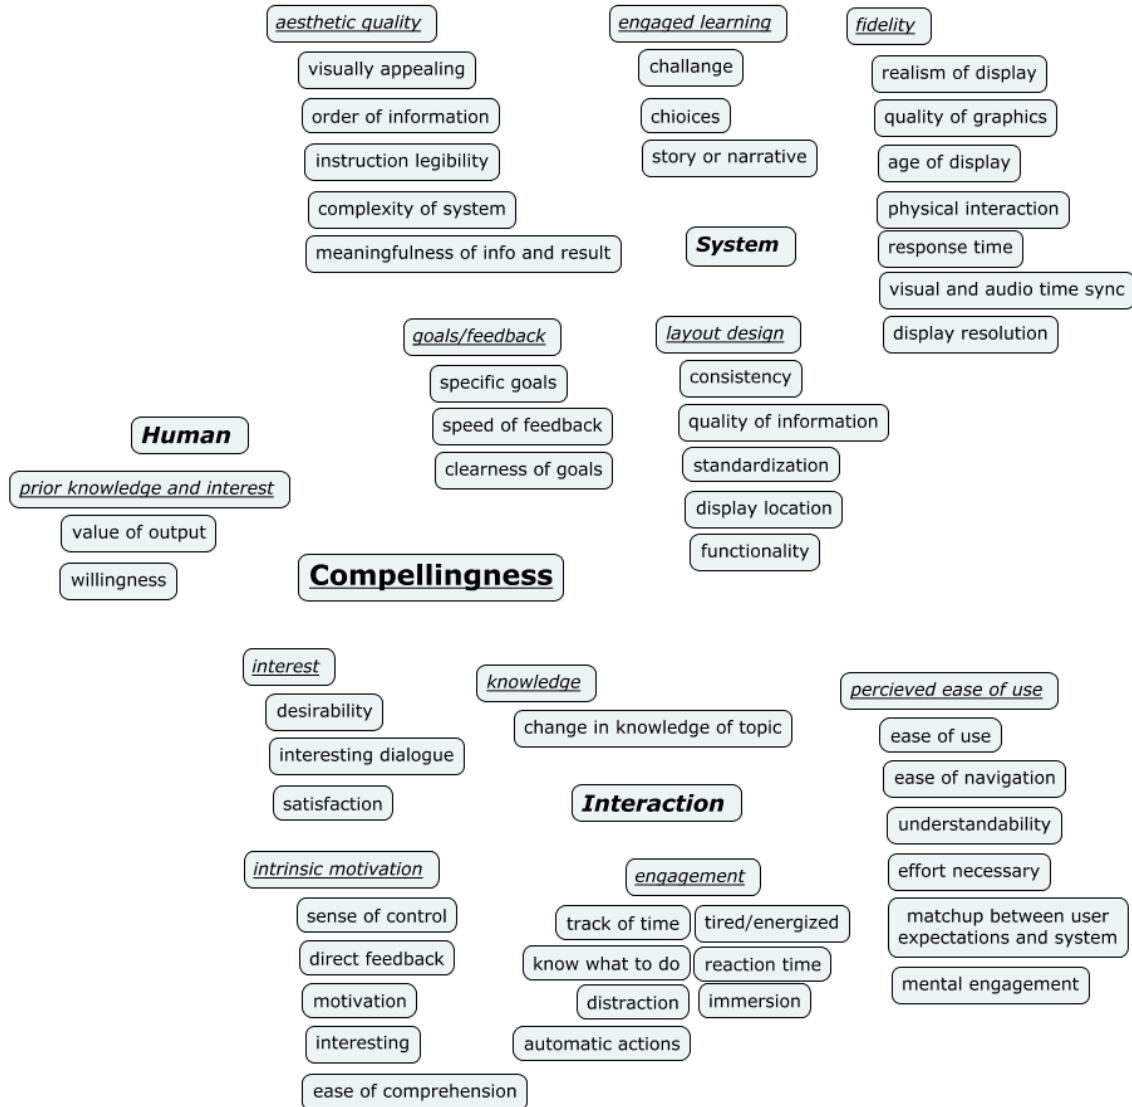 aesthetic quality
visually appealing
order of information
instruction legibility
complexity of system
meaningfulness of info and result
engaged learning
challange
chioices
story or narrative
fidelity
realism of display
quality of graphics
age of display
physical interaction
response time
visual and audio time sync
display resolution
System
goals/feedback
specific goals
speed of feedback
clearness of goals
layout design
consistency
quality of information
standardization
display location
functionality
Human
prior knowledge and interest
value of output
willingness
Compellingness
interest
desirability
interesting dialogue
satisfaction
knowledge
change in knowledge of topic
Interaction
percieved ease of use
ease of use
ease of navigation
understandability
effort necessary
matchup between user
expectations and system
mental engagement
intrinsic motivation
sense of control
direct feedback
motivation
interesting
ease of comprehension
engagement
track of time
tired/energized
know what to do
reaction time
distraction
immersion
automatic actions